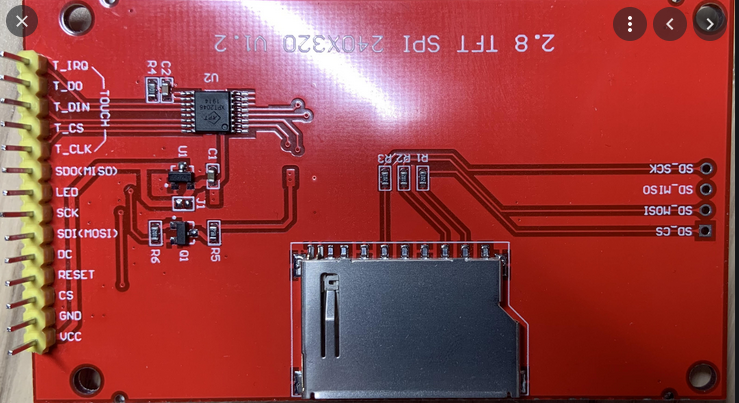 2.8 TFT SPI 240X320 V1.2
T_IRQ
T_DO
T_DIN
T_CS
T_CLK
SDO(MISO)
LED
SCK
SDI(MOSI)
DC
RESET
CS
GND
VCC
TOUCH
R4
C2
U2
U1
C1
J1
R6
Q1
R5
R3
R2
R1
SD_SCK
SD_MISO
SD_MOSI
SD_CS